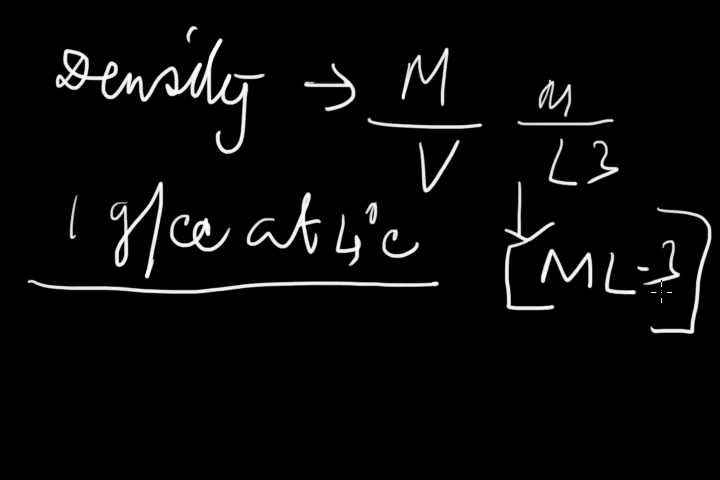 Density → M/V M/L3
1 g/cc at 4°c
[ML-3]